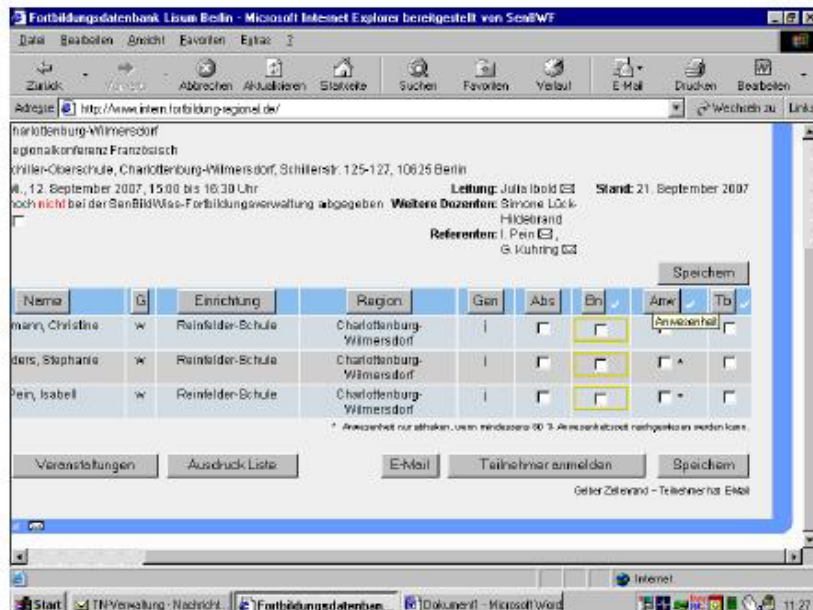 Fortbildungsdatenbank Lisum Berlin - Microsoft Internet Explorer bereitgestellt von SenBWF
Datei Bearbeiten Ansicht Favoriten Extras ?
Zurück Abbrechen Aktualisieren Startseite Suchen Favoriten Verlauf E-Mail Drucken Bearbeiten
Adresse http://www.intern.fortbildung-regional.de/ Wechseln zu Links
harlottenburg-Wilmersdorf
egionalkonferenz Französisch
chiller-Oberschule, Charlottenburg-Wilmersdorf, Schillerstr. 125-127, 10625 Berlin
12. September 2007, 15:00 bis 16:30 Uhr Leitung: Julia Ibold Stand: 21. September 2007
noch nicht bei der SenBildWiss-Fortbildungsverwaltung abgegeben Weitere Dozenten: Simone Lück-
Hildebrand
Referenten: I. Pein ,
G. Kuhring
Speichern
Name G Einrichtung Region Gan Abs Bn Anw Tb
Anwesenheit
mann, Christine w Reinfelder-Schule Charlottenburg-
Wilmersdorf i
ders, Stephanie w Reinfelder-Schule Charlottenburg-
Wilmersdorf i *
Pein, Isabell w Reinfelder-Schule Charlottenburg-
Wilmersdorf i *
* Anwesenheit nur abhaken, wenn mindestens 80 % Anwesenheitszeit nachgewiesen werden kann.
Veranstaltungen Ausdruck Liste E-Mail Teilnehmer anmelden Speichern
Gelber Zellenrand = Teilnehmer hat E-Mail
Internet
Start TN-Verwaltung - Nachricht... Fortbildungsdatenban... Dokument1 - Microsoft Word 11:27